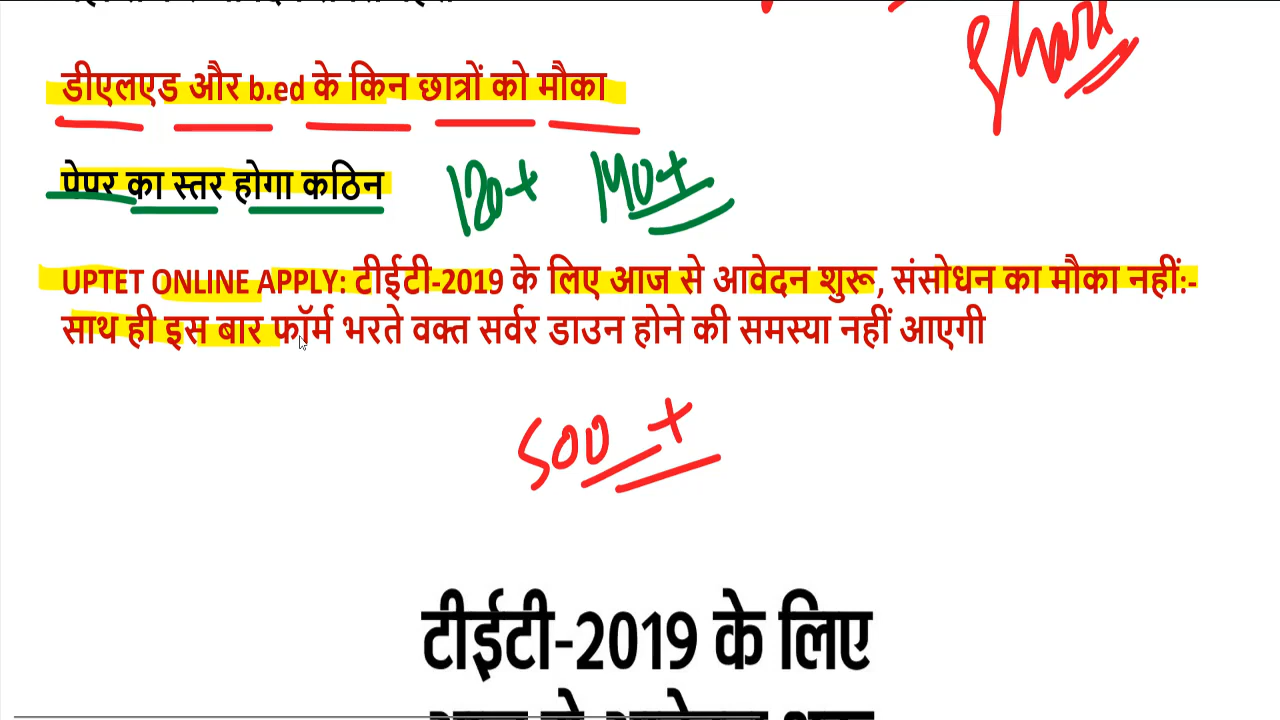 share
डीएलएड और b.ed के किन छात्रों को मौका
पेपर का स्तर होगा कठिन 120+ 140+
UPTET ONLINE APPLY: टीईटी-2019 के लिए आज से आवेदन शुरू, संसोधन का मौका नहीं:-
साथ ही इस बार फॉर्म भरते वक्त सर्वर डाउन होने की समस्या नहीं आएगी
500 +
टीईटी-2019 के लिए